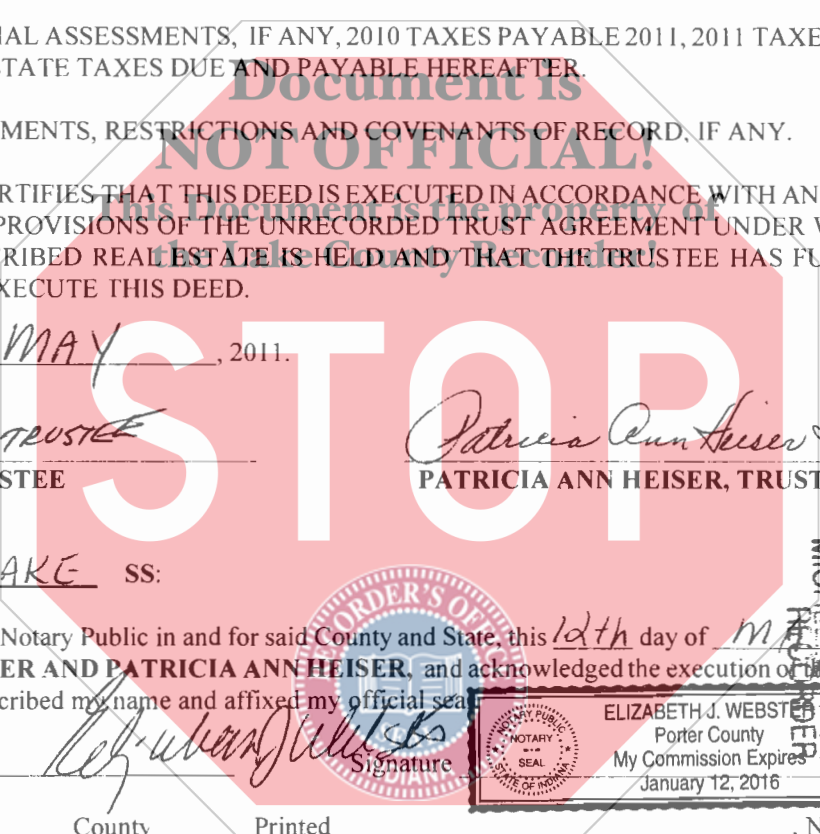 IAL ASSESSMENTS, IF ANY, 2010 TAXES PAYABLE 2011, 2011 TAXE
STATE TAXES DUE AND PAYABLE HEREAFTER.
Document is
MENTS, RESTRICTIONS AND COVENANTS OF RECORD, IF ANY.
NOT OFFICIAL!
RTIFIES THAT THIS DEED IS EXECUTED IN ACCORDANCE WITH AN
This Document is the property of
PROVISIONS OF THE UNRECORDED TRUST AGREEMENT UNDER W
the Lake County Recorder!
RIBED REAL ESTATE IS HELD AND THAT THE TRUSTEE HAS FU
XECUTE THIS DEED.
STOP
MAY, 2011.
TRUSTEE
Patricia Ann Heiser
STEE
PATRICIA ANN HEISER, TRUST
AKE SS:
RECORDER'S OFFICE
INDIANA
Notary Public in and for said County and State, this 12th day of MA
ER AND PATRICIA ANN HEISER, and acknowledged the execution of th
cribed my name and affixed my official seal
Signature
NOTARY PUBLIC
NOTARY
SEAL
STATE OF INDIANA
ELIZABETH J. WEBSTE
Porter County
My Commission Expires
January 12, 2016
RECORDER
County Printed , N